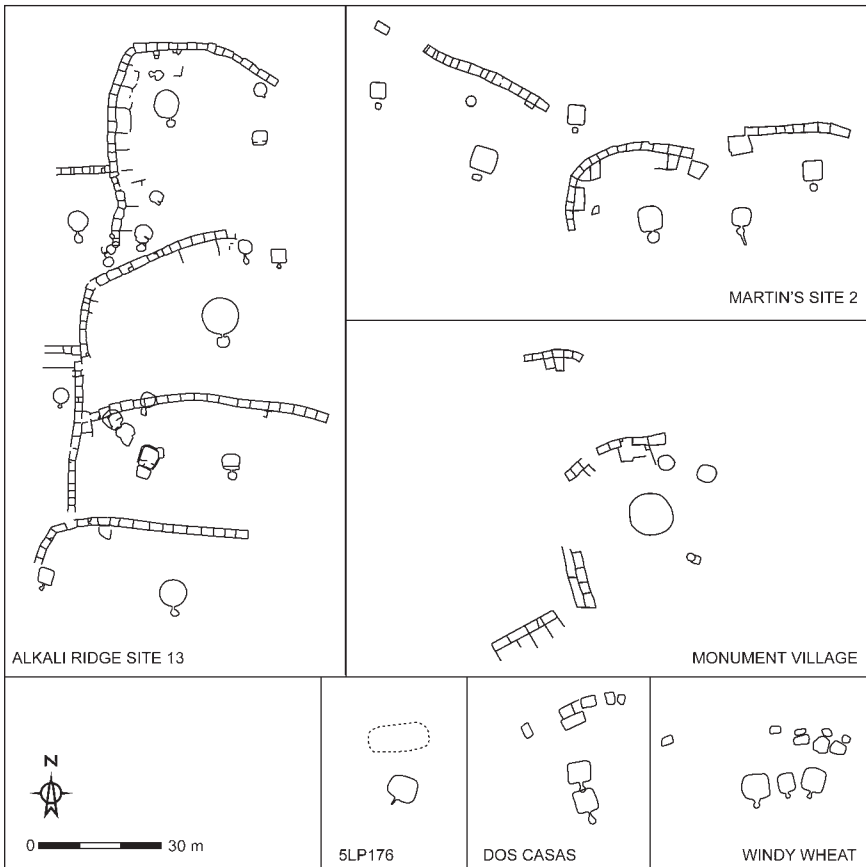 MARTIN'S SITE 2
ALKALI RIDGE SITE 13
MONUMENT VILLAGE
N
0 30 m
5LP176
DOS CASAS
WINDY WHEAT